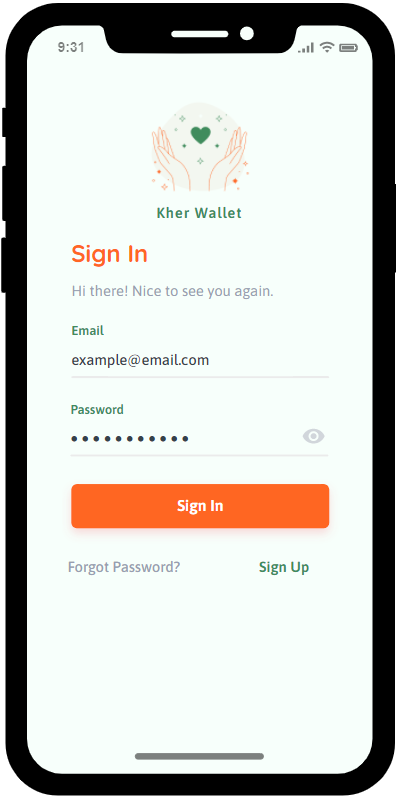 9:31
Kher Wallet
Sign In
Hi there! Nice to see you again.
Email
example@email.com
Password
•••••••••••
Sign In
Forgot Password? Sign Up